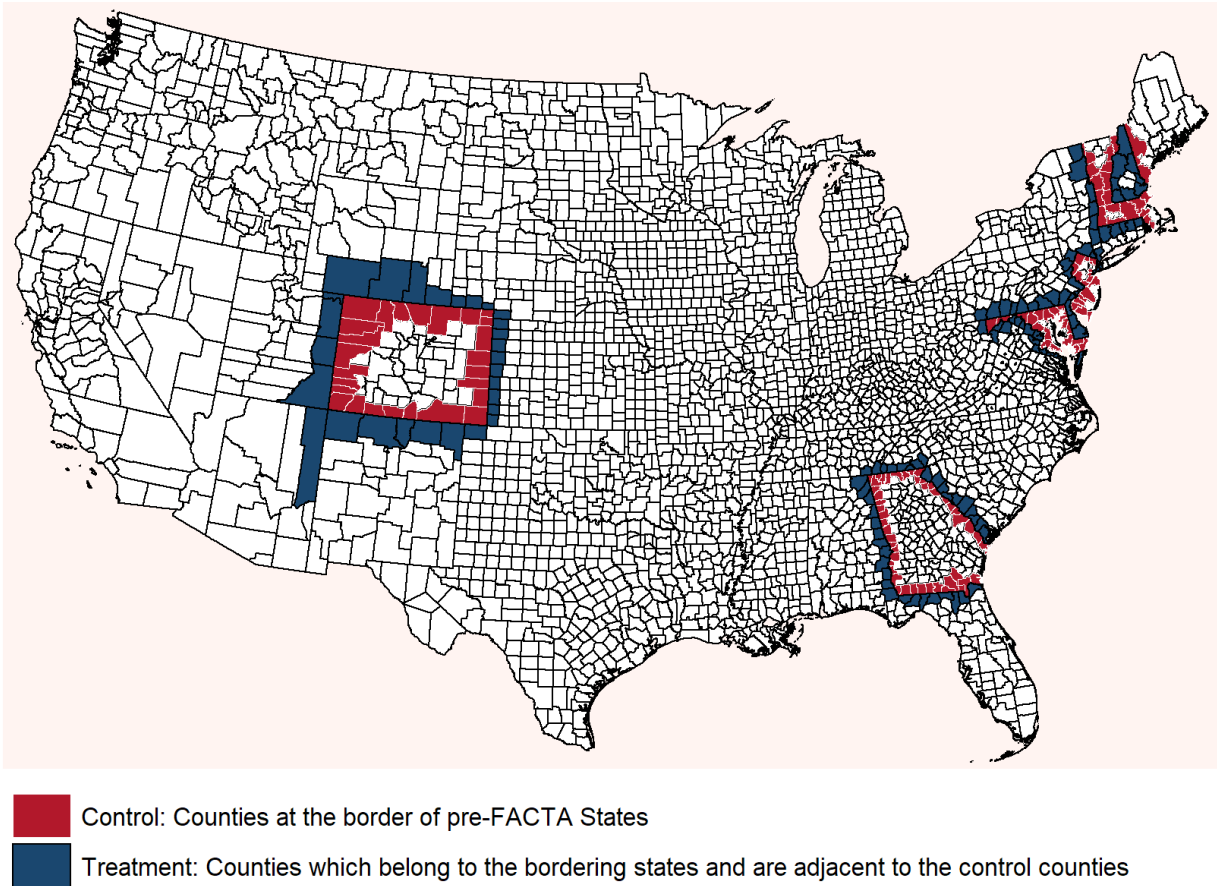 Control: Counties at the border of pre-FACTA States
Treatment: Counties which belong to the bordering states and are adjacent to the control counties